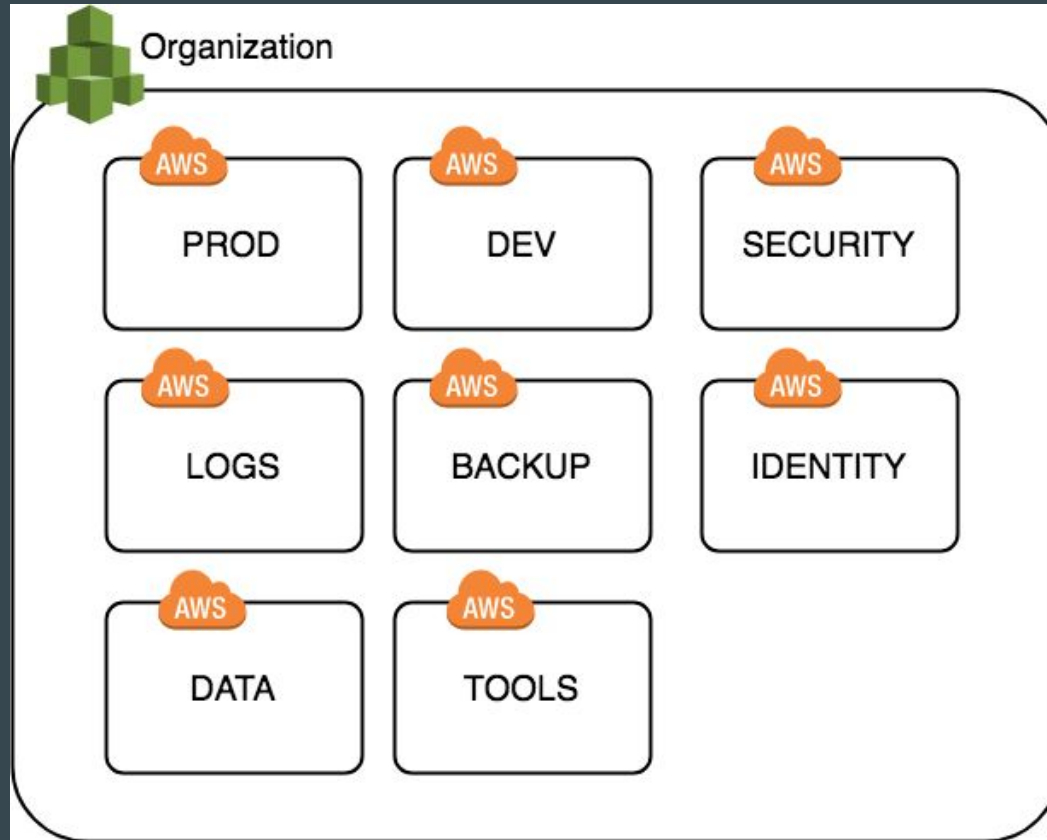 Organization
AWS AWS AWS
PROD DEV SECURITY
AWS AWS AWS
LOGS BACKUP IDENTITY
AWS AWS
DATA TOOLS